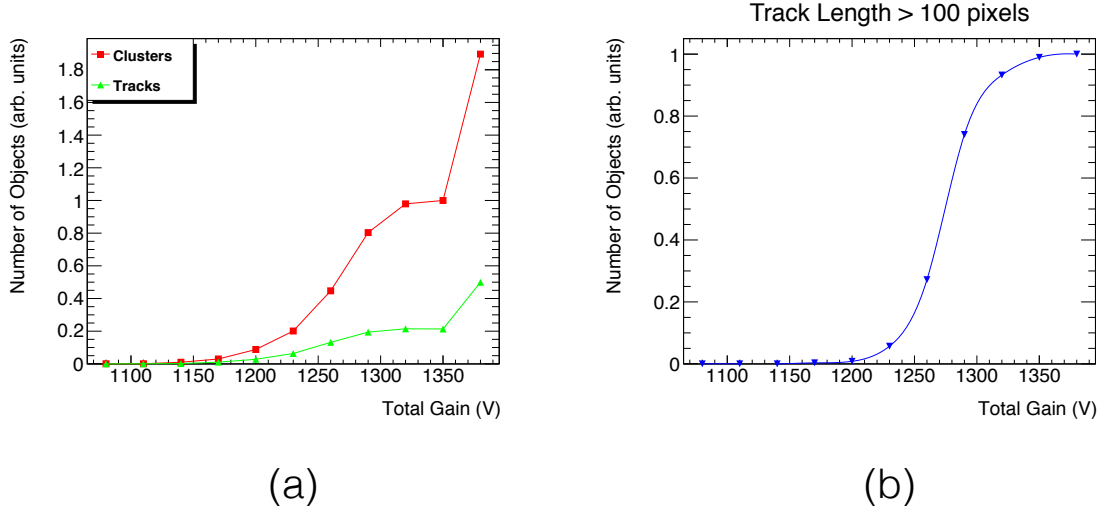 Track Length > 100 pixels
Number of Objects (arb. units)
1.8
1.6
1.4
1.2
1
0.8
0.6
0.4
0.2
0
Clusters
Tracks
1100 1150 1200 1250 1300 1350
Total Gain (V)
(a)
Number of Objects (arb. units)
1
0.8
0.6
0.4
0.2
0
1100 1150 1200 1250 1300 1350
Total Gain (V)
(b)